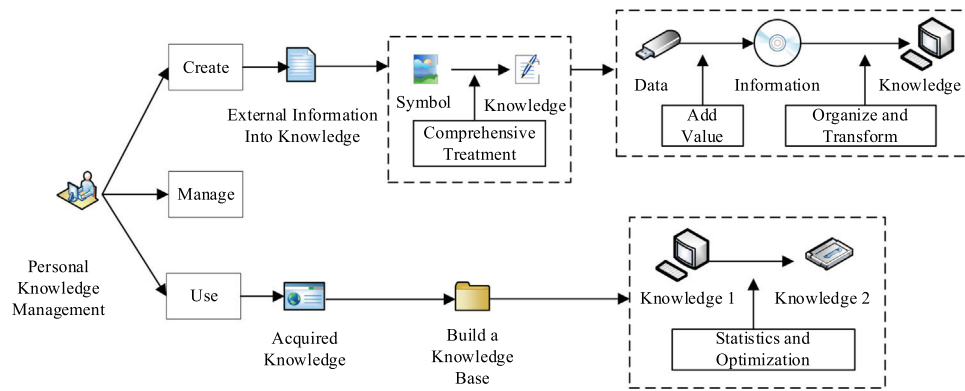 Create
External Information
Into Knowledge
Symbol
Knowledge
Comprehensive
Treatment
Data
Information
Knowledge
Add
Value
Organize and
Transform
Personal
Knowledge
Management
Manage
Use
Acquired
Knowledge
Build a
Knowledge
Base
Knowledge 1
Knowledge 2
Statistics and
Optimization